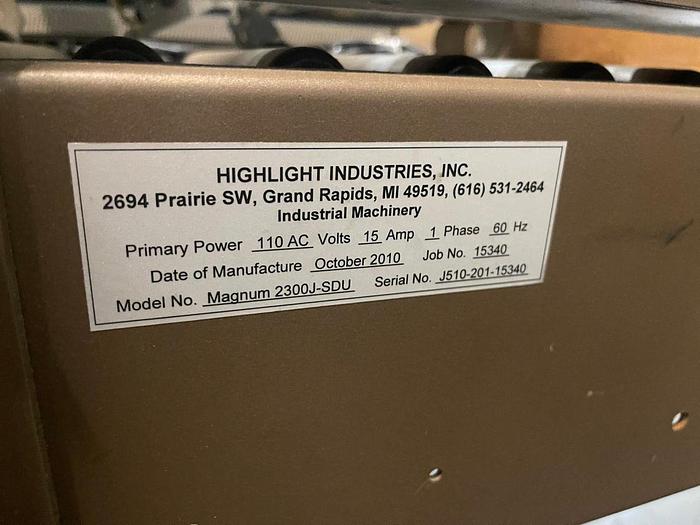 HIGHLIGHT INDUSTRIES, INC.
2694 Prairie SW, Grand Rapids, MI 49519, (616) 531-2464
Industrial Machinery
Primary Power 110 AC Volts 15 Amp 1 Phase 60 Hz
Date of Manufacture October 2010 Job No. 15340
Model No. Magnum 2300J-SDU Serial No. J510-201-15340